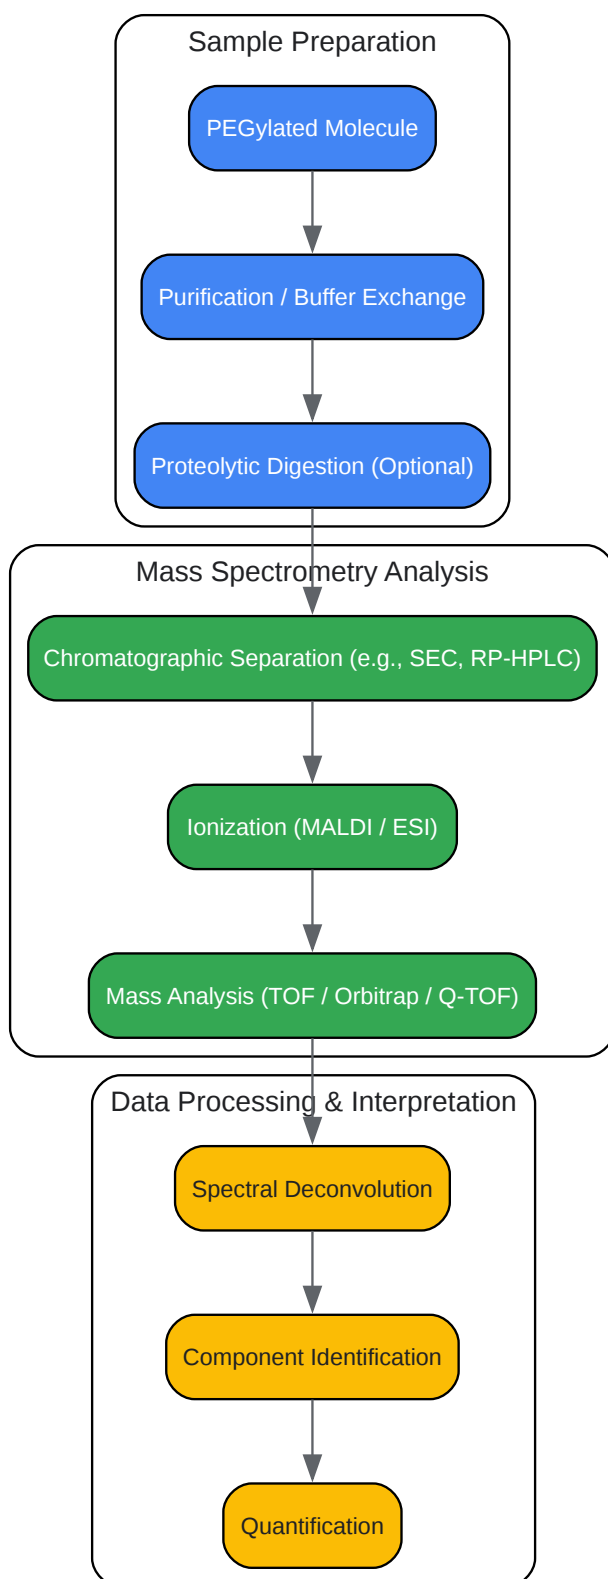 Sample Preparation
PEGylated Molecule
Purification / Buffer Exchange
Proteolytic Digestion (Optional)
Mass Spectrometry Analysis
Chromatographic Separation (e.g., SEC, RP-HPLC)
Ionization (MALDI / ESI)
Mass Analysis (TOF / Orbitrap / Q-TOF)
Data Processing & Interpretation
Spectral Deconvolution
Component Identification
Quantification